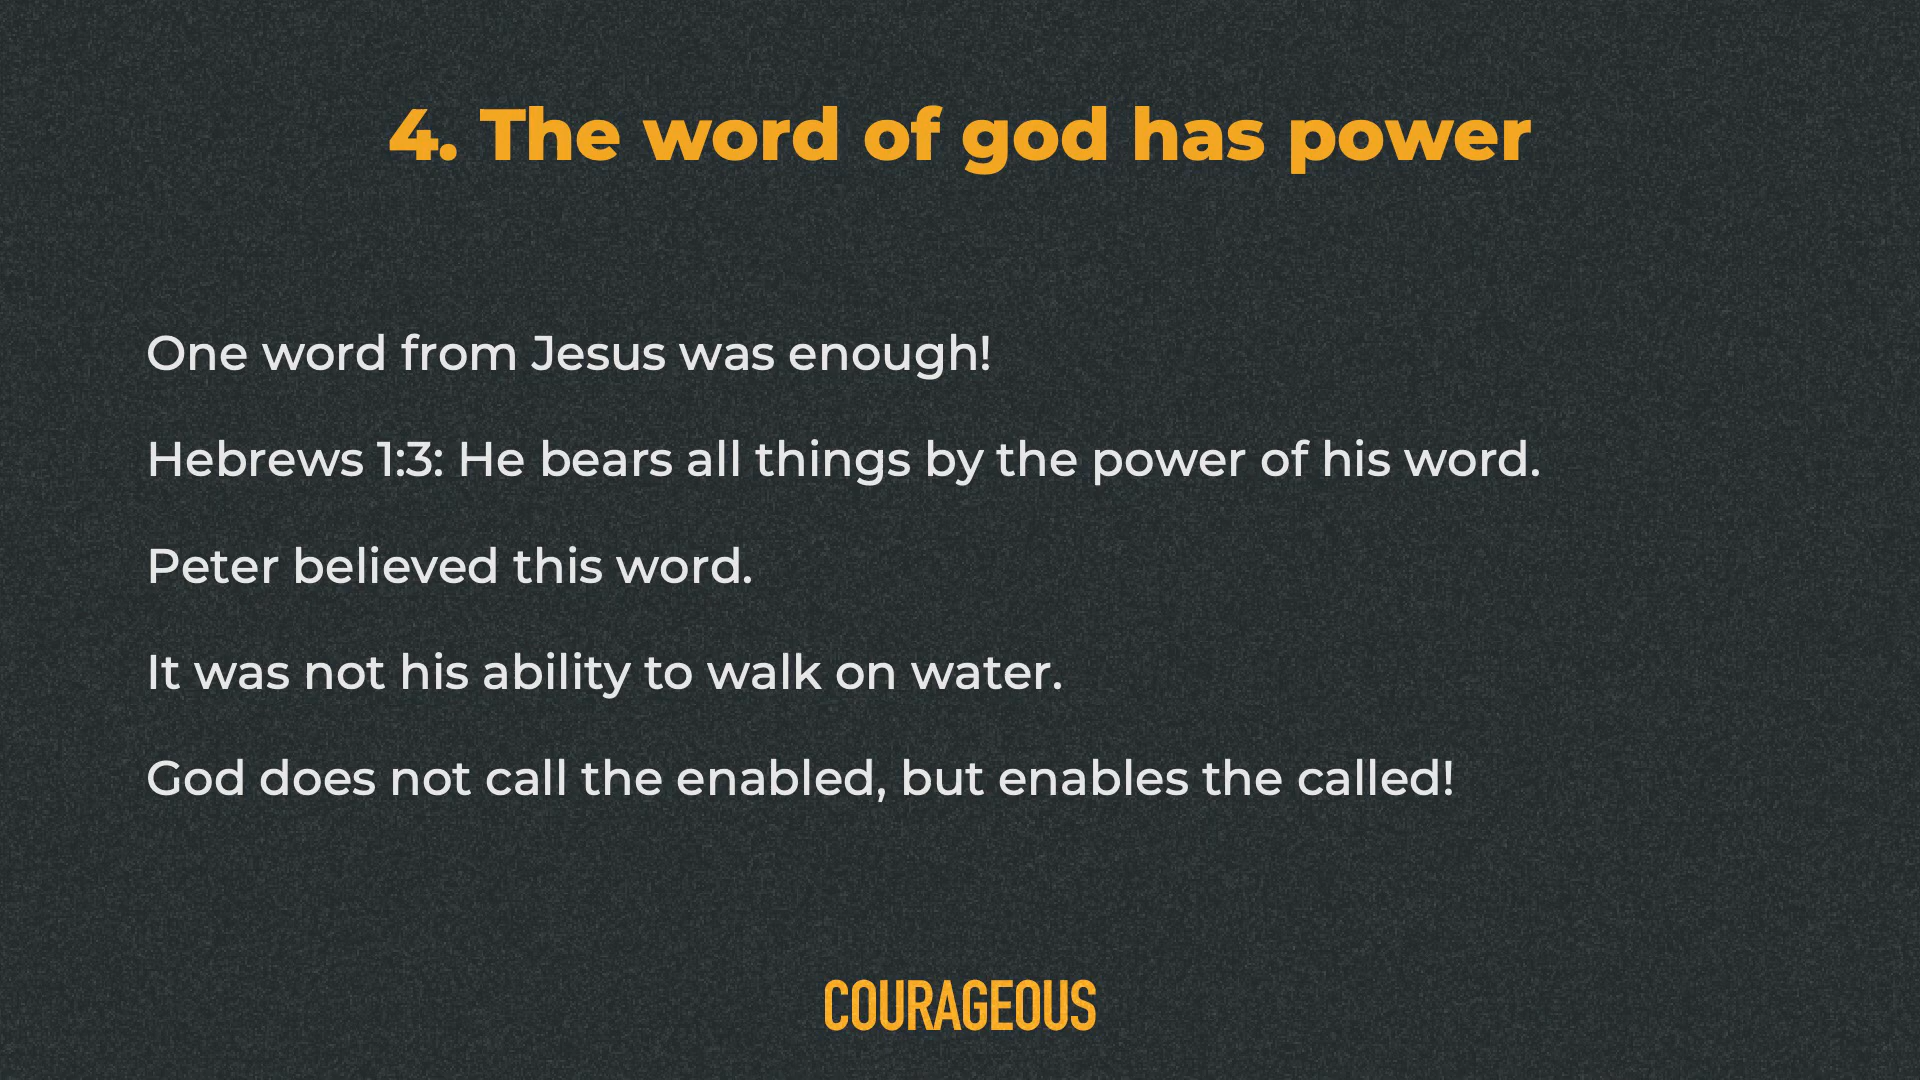 4. The word of god has power
One word from Jesus was enough!
Hebrews 1:3: He bears all things by the power of his word.
Peter believed this word.
It was not his ability to walk on water.
God does not call the enabled, but enables the called!
COURAGEOUS